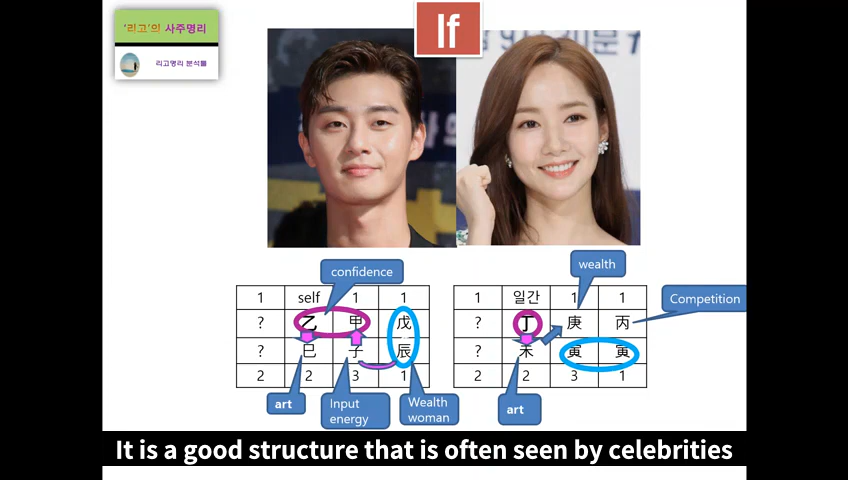 '리고'의 사주명리
리고명리 분석툴
If
confidence
wealth
Competition
1 self 1 1
? 乙 甲 戊
? 巳 子 辰
2 2 3 1
1 일간 1 1
? 丁 庚 丙
? 未 寅 寅
2 2 3 1
art
Input
energy
Wealth
woman
art
It is a good structure that is often seen by celebrities